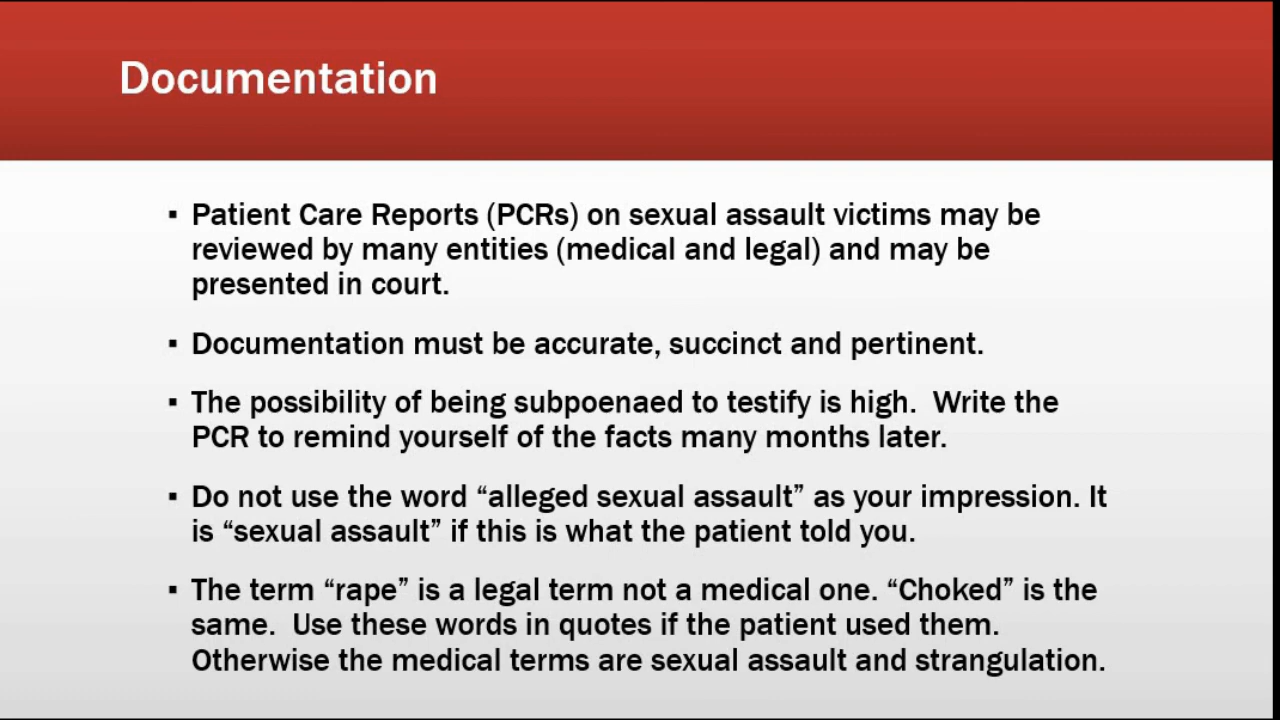 Documentation
▪ Patient Care Reports (PCRs) on sexual assault victims may be
reviewed by many entities (medical and legal) and may be
presented in court.
▪ Documentation must be accurate, succinct and pertinent.
▪ The possibility of being subpoenaed to testify is high.  Write the
PCR to remind yourself of the facts many months later.
▪ Do not use the word “alleged sexual assault” as your impression. It
is “sexual assault” if this is what the patient told you.
▪ The term “rape” is a legal term not a medical one. “Choked” is the
same.  Use these words in quotes if the patient used them.
Otherwise the medical terms are sexual assault and strangulation.